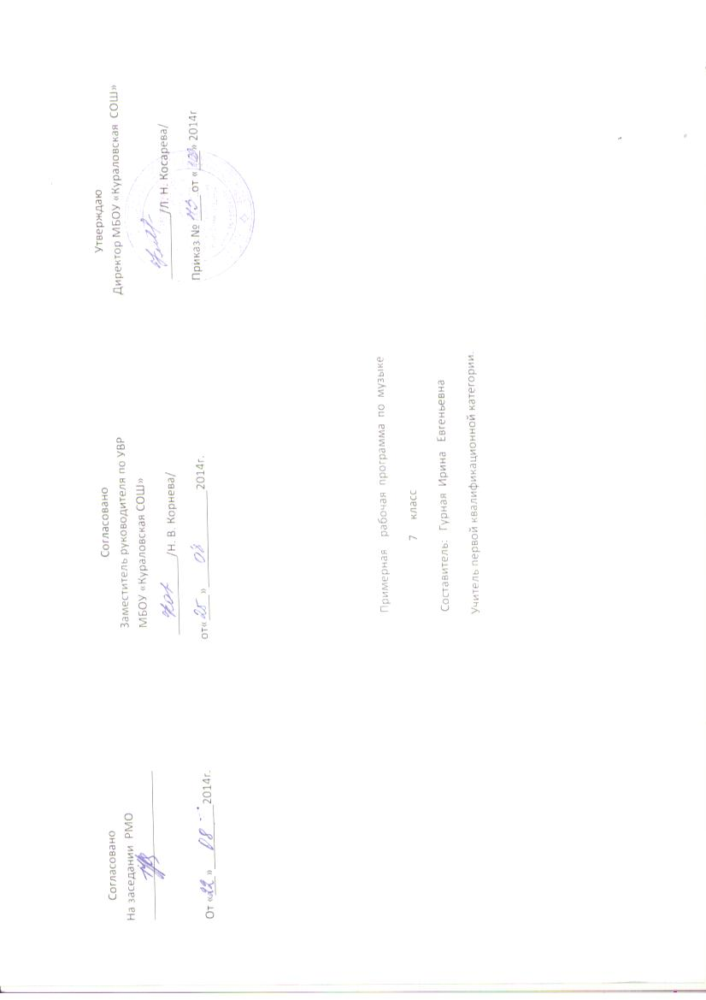 Согласовано
На заседании РМО
От «22» 08 2014г.
Согласовано
Заместитель руководителя по УВР
МБОУ «Кураловская СОШ»
/Н. В. Корнева/
от«25» 08 2014г.
Утверждаю
Директор МБОУ «Кураловская СОШ»
/Л. Н. Косарева/
Приказ № от « » 2014г
Примерная рабочая программа по музыке
7 класс
Составитель: Гурная Ирина Евгеньевна
Учитель первой квалификационной категории.